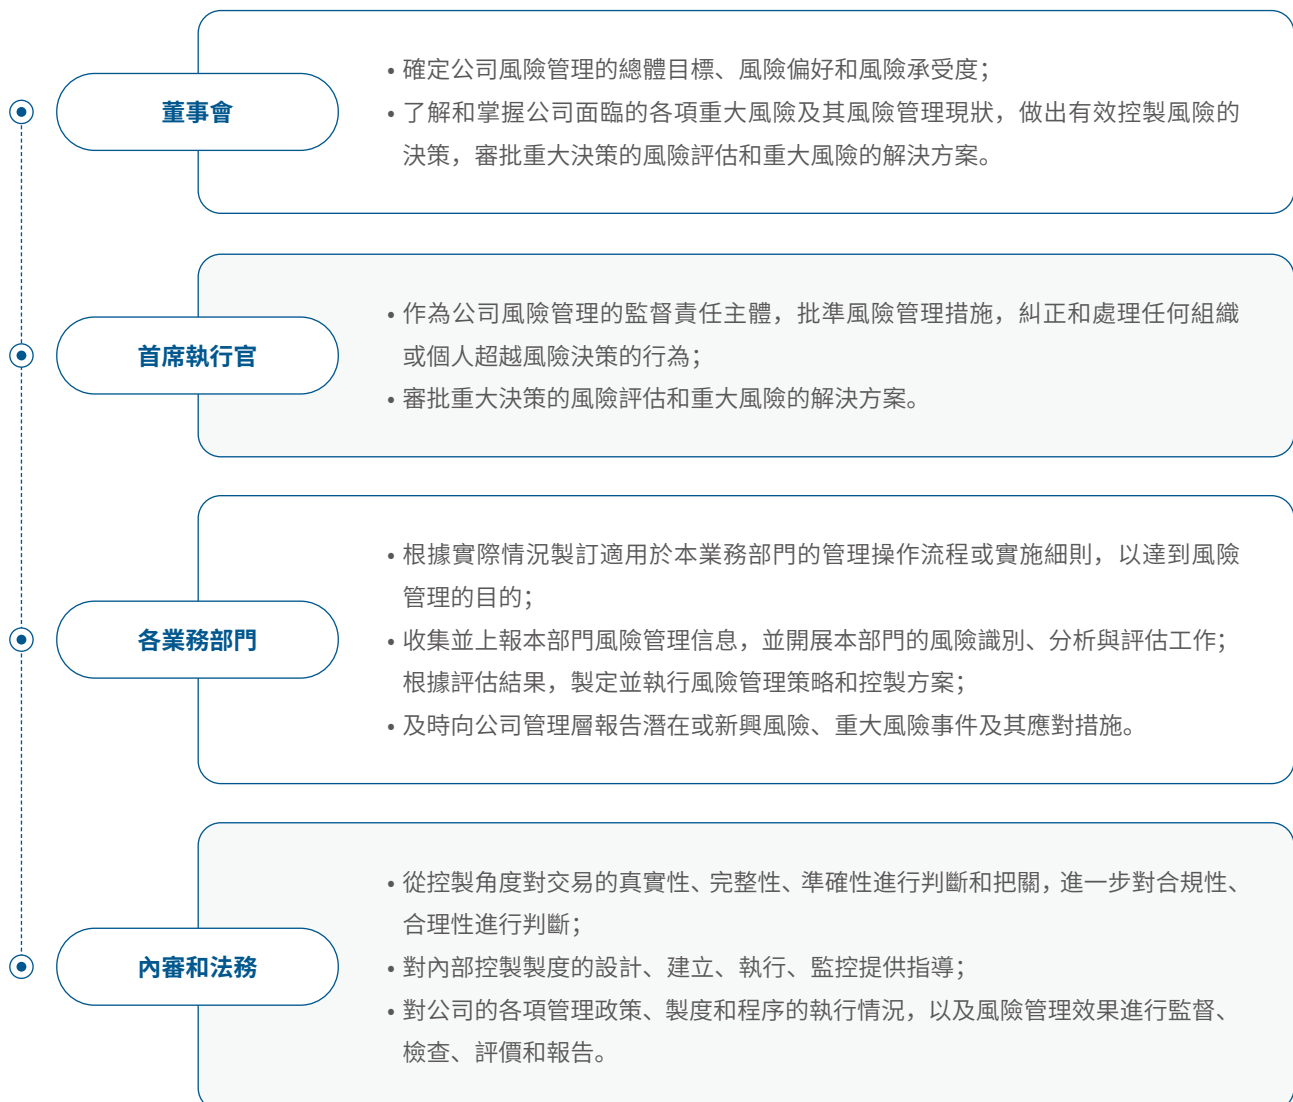 董事會
• 確定公司風險管理的總體目標、風險偏好和風險承受度；
• 了解和掌握公司面臨的各項重大風險及其風險管理現狀，做出有效控製風險的
決策，審批重大決策的風險評估和重大風險的解決方案。
首席執行官
• 作為公司風險管理的監督責任主體，批準風險管理措施，糾正和處理任何組織
或個人超越風險決策的行為；
• 審批重大決策的風險評估和重大風險的解決方案。
各業務部門
• 根據實際情況製訂適用於本業務部門的管理操作流程或實施細則，以達到風險
管理的目的；
• 收集並上報本部門風險管理信息，並開展本部門的風險識別、分析與評估工作；
根據評估結果，製定並執行風險管理策略和控製方案；
• 及時向公司管理層報告潛在或新興風險、重大風險事件及其應對措施。
內審和法務
• 從控製角度對交易的真實性、完整性、準確性進行判斷和把關，進一步對合規性、
合理性進行判斷；
• 對內部控製製度的設計、建立、執行、監控提供指導；
• 對公司的各項管理政策、製度和程序的執行情況，以及風險管理效果進行監督、
檢查、評價和報告。